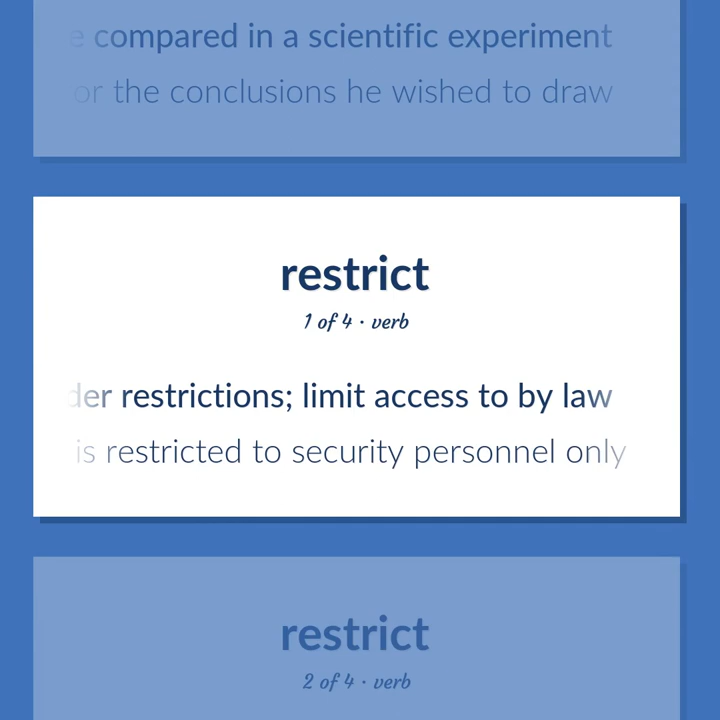 compared in a scientific experiment
or the conclusions he wished to draw
restrict
1 of 4 · verb
restrictions; limit access to by law
is restricted to security personnel only
restrict
2 of 4 · verb